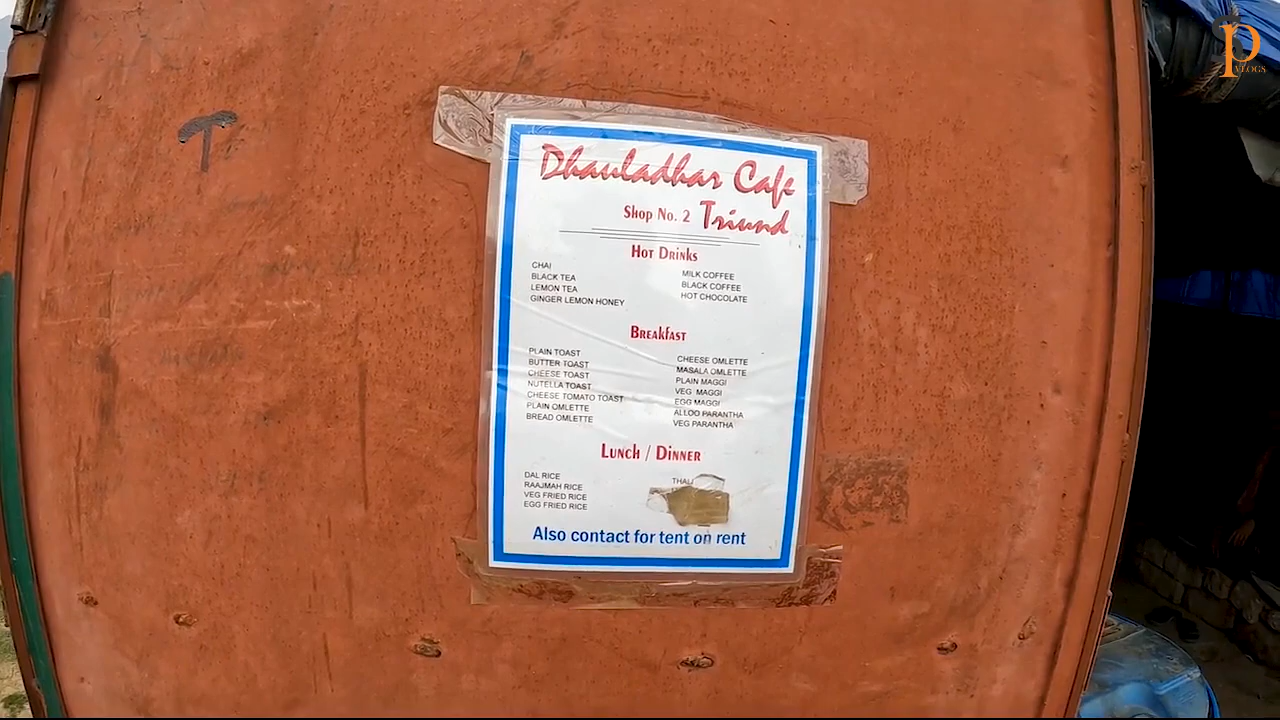 P
VLOGS
T
Dhauladhar Cafe
Shop No. 2 Triund
Hot Drinks
CHAI
BLACK TEA
LEMON TEA
GINGER LEMON HONEY
MILK COFFEE
BLACK COFFEE
HOT CHOCOLATE
Breakfast
PLAIN TOAST
BUTTER TOAST
CHEESE TOAST
NUTELLA TOAST
CHEESE TOMATO TOAST
PLAIN OMLETTE
BREAD OMLETTE
CHEESE OMLETTE
MASALA OMLETTE
PLAIN MAGGI
VEG MAGGI
EGG MAGGI
ALLOO PARANTHA
VEG PARANTHA
Lunch / Dinner
DAL RICE
RAAJMAH RICE
VEG FRIED RICE
EGG FRIED RICE
THALI
Also contact for tent on rent